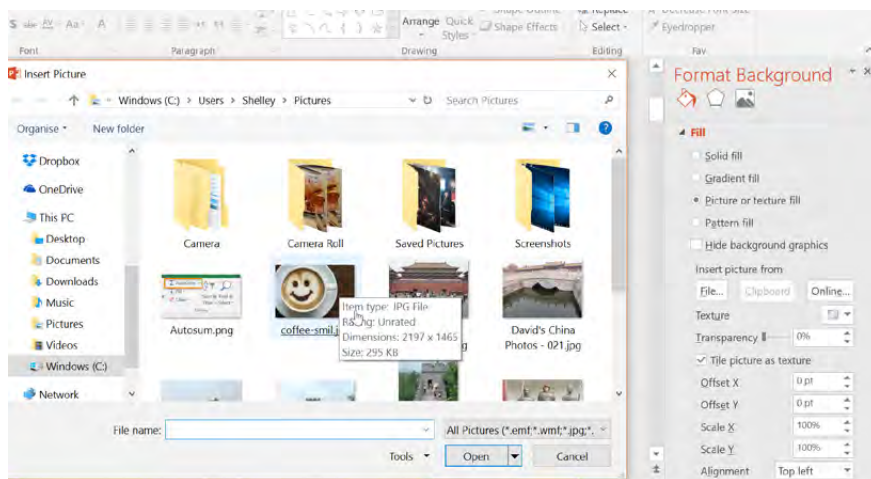 Arrange Quick Shape Effects Select
Styles
Eyedropper
Font Paragraph Drawing Editing Fav
Insert Picture
Windows (C:) > Users > Shelley > Pictures
Search Pictures
Organise New folder
Dropbox
OneDrive
This PC
Desktop
Documents
Downloads
Music
Pictures
Videos
Windows (C:)
Network
Camera
Camera Roll
Saved Pictures
Screenshots
Autosum.png
coffee-smil.j
Item type: JPG File
Rating: Unrated
Dimensions: 2197 x 1465
Size: 295 KB
David's China
Photos - 021.jpg
File name:
All Pictures (*.emf;*.wmf;*.jpg;*.
Tools Open Cancel
Format Background
Fill
Solid fill
Gradient fill
Picture or texture fill
Pattern fill
Hide background graphics
Insert picture from
File... Clipboard Online...
Texture
Transparency 0%
Tile picture as texture
Offset X 0 pt
Offset Y 0 pt
Scale X 100%
Scale Y 100%
Alignment Top left